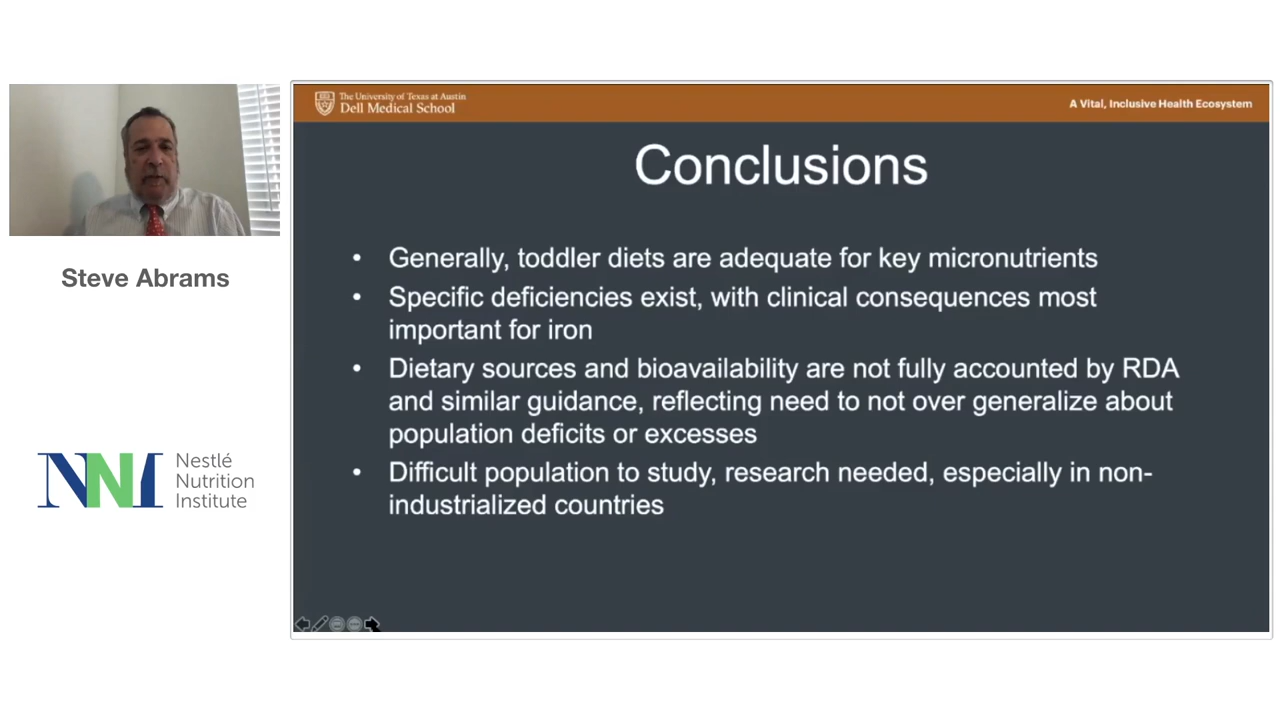 The University of Texas at Austin
Dell Medical School
A Vital, Inclusive Health Ecosystem
Conclusions
Steve Abrams
• Generally, toddler diets are adequate for key micronutrients
• Specific deficiencies exist, with clinical consequences most
important for iron
• Dietary sources and bioavailability are not fully accounted by RDA
and similar guidance, reflecting need to not over generalize about
population deficits or excesses
• Difficult population to study, research needed, especially in non-
industrialized countries
NNI
Nestlé
Nutrition
Institute